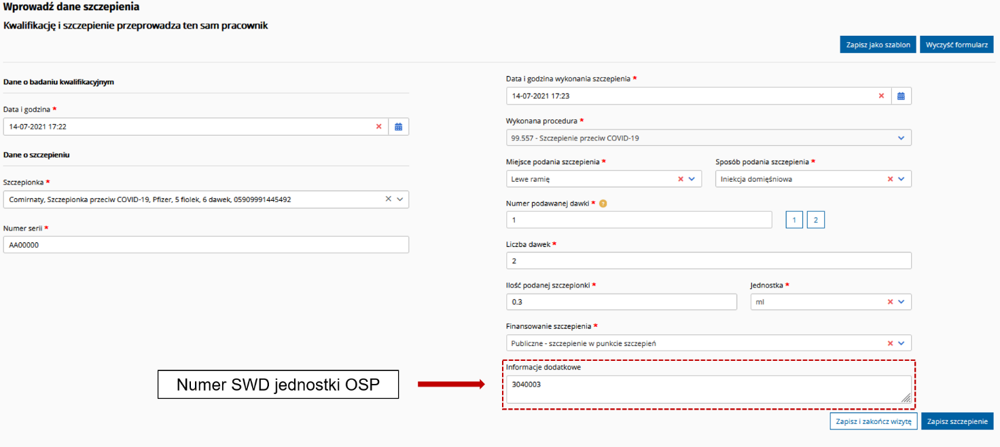 Wprowadź dane szczepienia
Kwalifikację i szczepienie przeprowadza ten sam pracownik
Zapisz jako szablon
Wyczyść formularz
Dane o badaniu kwalifikacyjnym
Data i godzina *
14-07-2021 17:22
Dane o szczepieniu
Szczepionka *
Comirnaty, Szczepionka przeciw COVID-19, Pfizer, 5 fiolek, 6 dawek, 05909991445492
Numer serii *
AA00000
Data i godzina wykonania szczepienia *
14-07-2021 17:23
Wykonana procedura *
99.557 - Szczepienie przeciw COVID-19
Miejsce podania szczepienia *
Lewe ramię
Sposób podania szczepienia *
Iniekcja domięśniowa
Numer podawanej dawki * ?
1
1
2
Liczba dawek *
2
Ilość podanej szczepionki *
0.3
Jednostka *
ml
Finansowanie szczepienia *
Publiczne - szczepienie w punkcie szczepień
Informacje dodatkowe
3040003
Numer SWD jednostki OSP
Zapisz i zakończ wizytę
Zapisz szczepienie